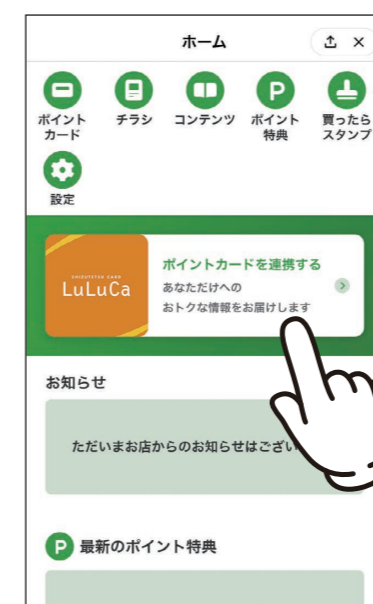 ホーム
ポイント
カード
チラシ
コンテンツ
P
ポイント
特典
買ったら
スタンプ
設定
SHIZUTETSU CARD
LuLuCa
ポイントカードを連携する
あなただけへの
おトクな情報をお届けします
お知らせ
ただいまお店からのお知らせはござい
P 最新のポイント特典